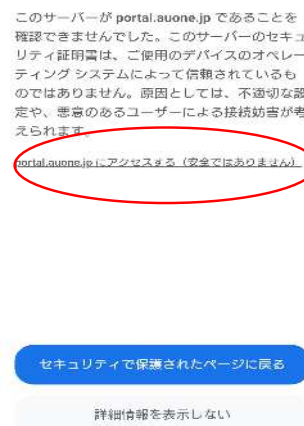 このサーバーが portal.auone.jp であることを
確認できませんでした。このサーバーのセキュ
リティ証明書は、ご使用のデバイスのオペレー
ティング システムによって信頼されているも
のではありません。原因としては、不適切な設
定や、悪意のあるユーザーによる接続妨害が考
えられます。
portal.auone.jp にアクセスする（安全ではありません）
セキュリティで保護されたページに戻る
詳細情報を表示しない